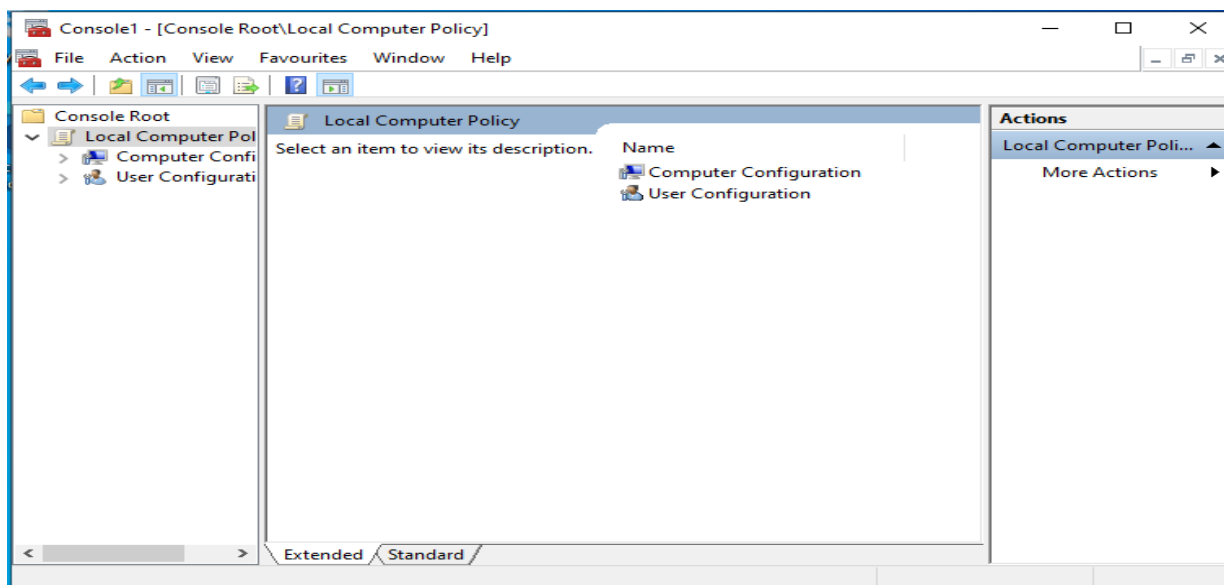 Console1 - [Console Root\Local Computer Policy]
File Action View Favourites Window Help
Console Root
Local Computer Pol
Computer Confi
User Configurati
Local Computer Policy
Select an item to view its description.
Name
Computer Configuration
User Configuration
Extended Standard
Actions
Local Computer Poli...
More Actions